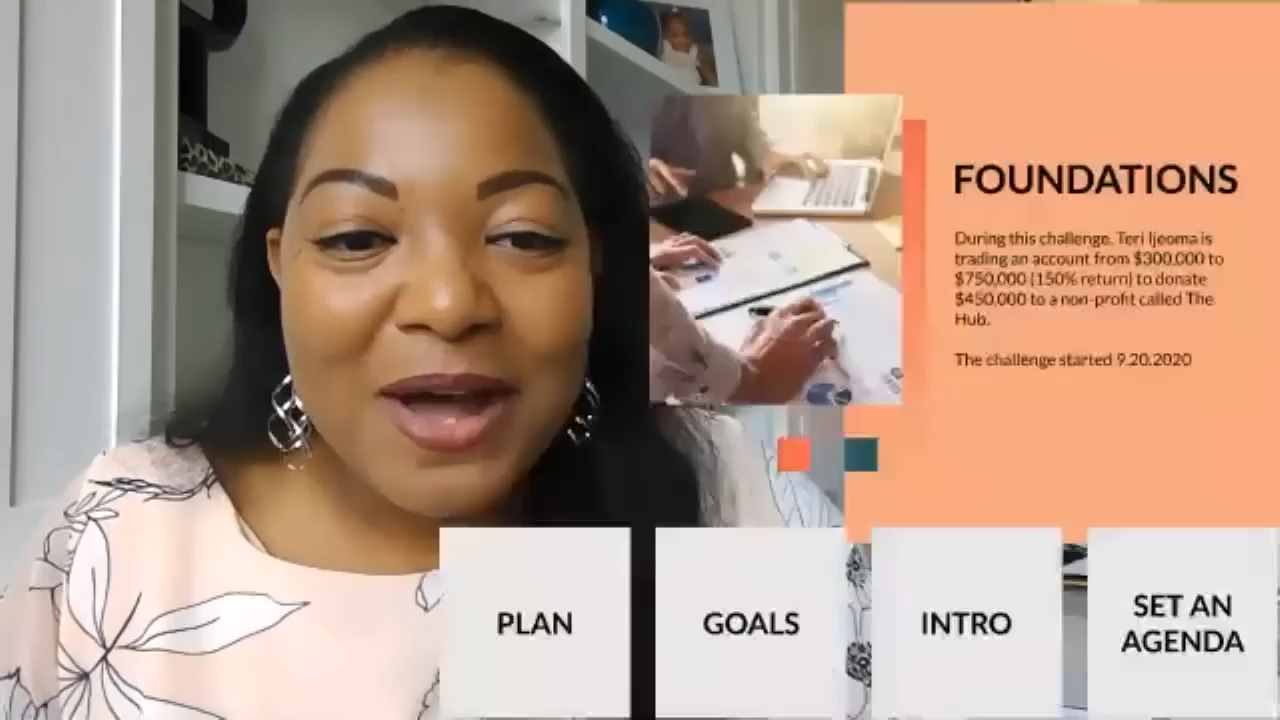 FOUNDATIONS
During this challenge, Teri Ijeoma is
trading an account from $300,000 to
$750,000 (150% return) to donate
$450,000 to a non-profit called The
Hub.
The challenge started 9.20.2020
PLAN
GOALS
INTRO
SET AN
AGENDA